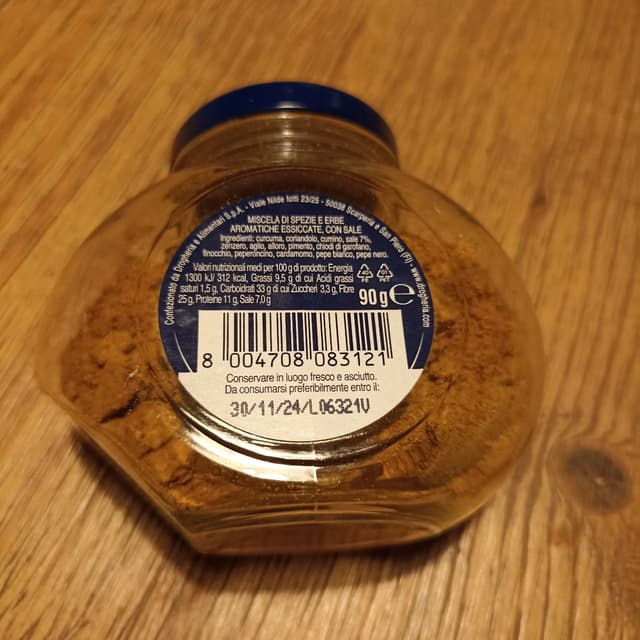 Confezionato da Drogheria e Alimentari S.p.A. - Viale Nilde Iotti 23/25 - 50038 Scarperia e San Piero (FI) - www.drogheria.com
MISCELA DI SPEZIE E ERBE
AROMATICHE ESSICCATE, CON SALE
Ingredienti: curcuma, coriandolo, cumino, sale 7%,
zenzero, aglio, alloro, pimento, chiodi di garofano,
finocchio, peperoncino, cardamomo, pepe bianco, pepe nero.
Valori nutrizionali medi per 100 g di prodotto: Energia
1300 kJ/ 312 kcal, Grassi 9,5 g di cui Acidi grassi
saturi 1,5 g, Carboidrati 33 g di cui Zuccheri 3,3 g, Fibre
25 g, Proteine 11 g, Sale 7,0 g
90 g e
8 004708 083121
Conservare in luogo fresco e asciutto.
Da consumarsi preferibilmente entro il:
30/11/24/L06321V